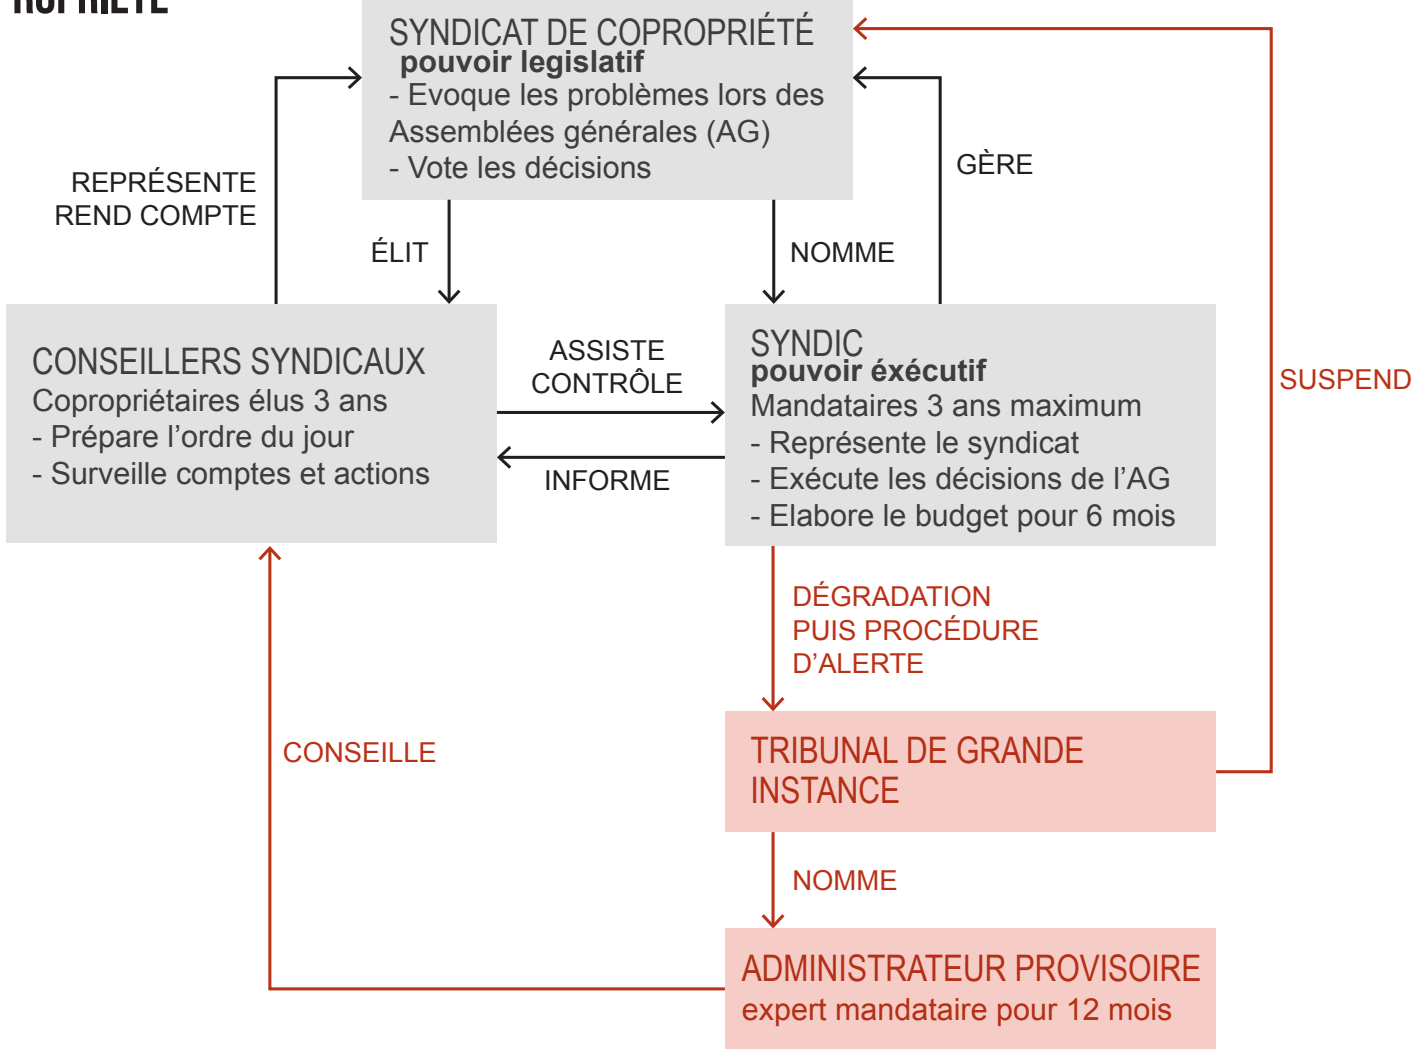 SYNDICAT DE COPROPRIÉTÉ
pouvoir legislatif
- Evoque les problèmes lors des
Assemblées générales (AG)
- Vote les décisions
REPRÉSENTE
REND COMPTE
GÈRE
ÉLIT
NOMME
CONSEILLERS SYNDICAUX
Copropriétaires élus 3 ans
- Prépare l’ordre du jour
- Surveille comptes et actions
ASSISTE
CONTRÔLE
INFORME
SYNDIC
pouvoir éxécutif
Mandataires 3 ans maximum
- Représente le syndicat
- Exécute les décisions de l’AG
- Elabore le budget pour 6 mois
SUSPEND
DÉGRADATION
PUIS PROCÉDURE
D’ALERTE
CONSEILLE
TRIBUNAL DE GRANDE
INSTANCE
NOMME
ADMINISTRATEUR PROVISOIRE
expert mandataire pour 12 mois